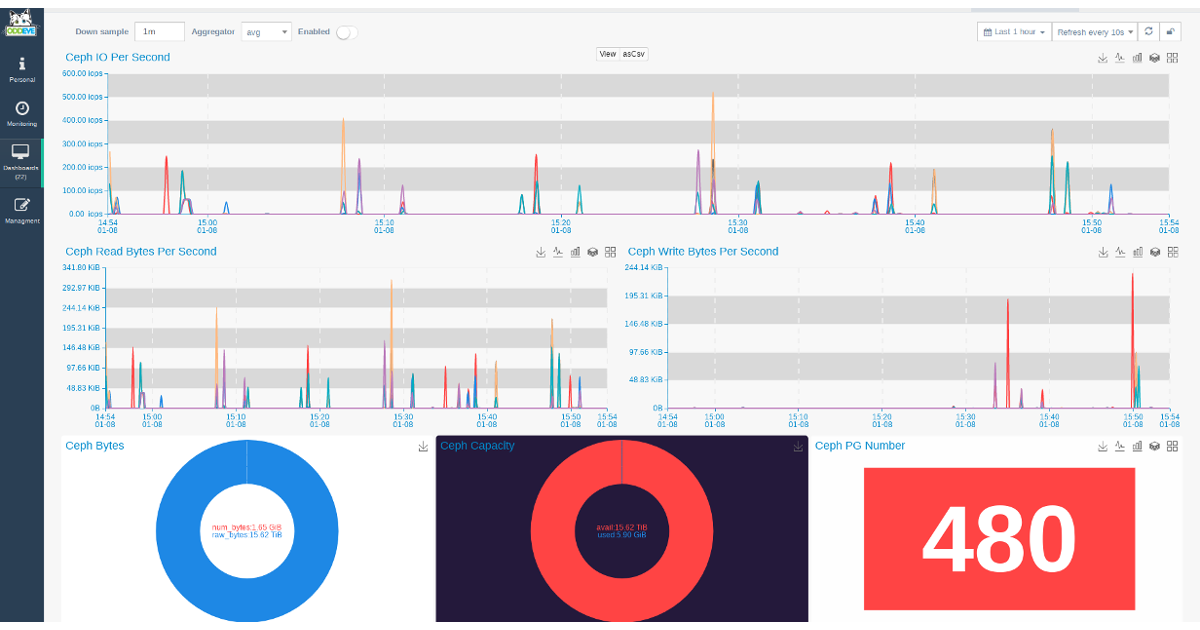 ODDEYE
Down sample 1m Aggregator avg Enabled
Last 1 hour Refresh every 10s
Personal
Monitoring
Dashboards
(22)
Managment
Ceph IO Per Second
View asCsv
600.00 icps
500.00 icps
400.00 icps
300.00 icps
200.00 icps
100.00 icps
0.00 icps
14:54 15:00 15:10 15:20 15:30 15:40 15:50 15:54
01-08 01-08 01-08 01-08 01-08 01-08 01-08 01-08
Ceph Read Bytes Per Second
341.80 KiB
292.97 KiB
244.14 KiB
195.31 KiB
146.48 KiB
97.66 KiB
48.83 KiB
0B
14:54 15:00 15:10 15:20 15:30 15:40 15:50 15:54
01-08 01-08 01-08 01-08 01-08 01-08 01-08 01-08
Ceph Write Bytes Per Second
244.14 KiB
195.31 KiB
146.48 KiB
97.66 KiB
48.83 KiB
0B
14:54 15:00 15:10 15:20 15:30 15:40 15:50 15:54
01-08 01-08 01-08 01-08 01-08 01-08 01-08 01-08
Ceph Bytes
num_bytes:1.65 GiB
raw_bytes:15.62 TiB
Ceph Capacity
avail:15.62 TiB
used:5.90 GiB
Ceph PG Number
480